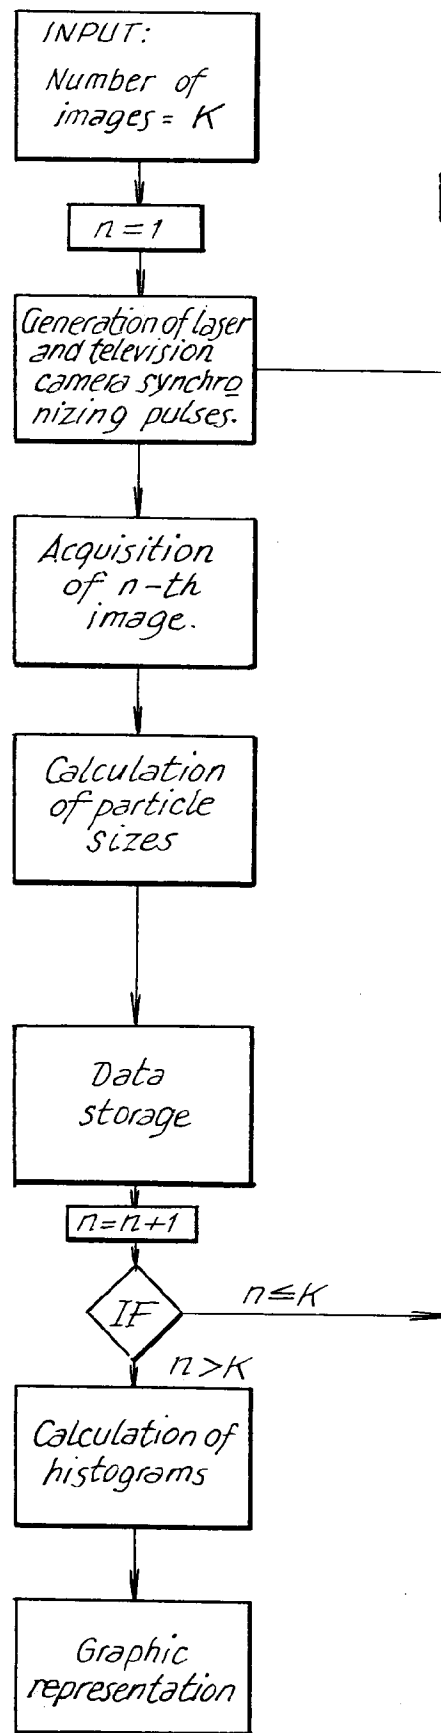 INPUT:
Number of
images = K
n = 1
Generation of laser
and television
camera synchro
nizing pulses.
Acquisition
of n-th
image.
Calculation
of particle
sizes
Data
storage
n=n+1
IF
n≤K
n>K
Calculation of
histograms
Graphic
representation